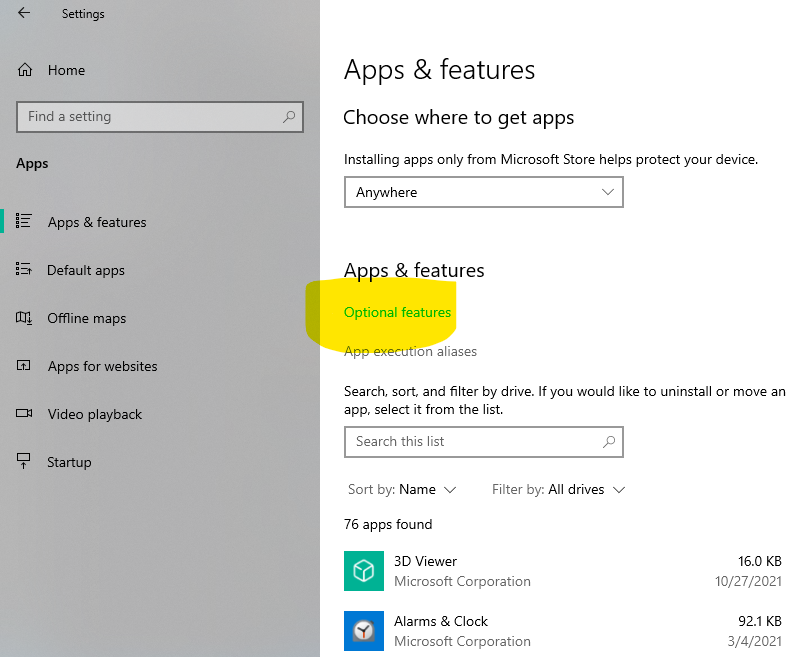 Settings
Home
Find a setting
Apps
Apps & features
Default apps
Offline maps
Apps for websites
Video playback
Startup
Apps & features
Choose where to get apps
Installing apps only from Microsoft Store helps protect your device.
Anywhere
Apps & features
Optional features
App execution aliases
Search, sort, and filter by drive. If you would like to uninstall or move an
app, select it from the list.
Search this list
Sort by: Name Filter by: All drives
76 apps found
3D Viewer 16.0 KB
Microsoft Corporation 10/27/2021
Alarms & Clock 92.1 KB
Microsoft Corporation 3/4/2021